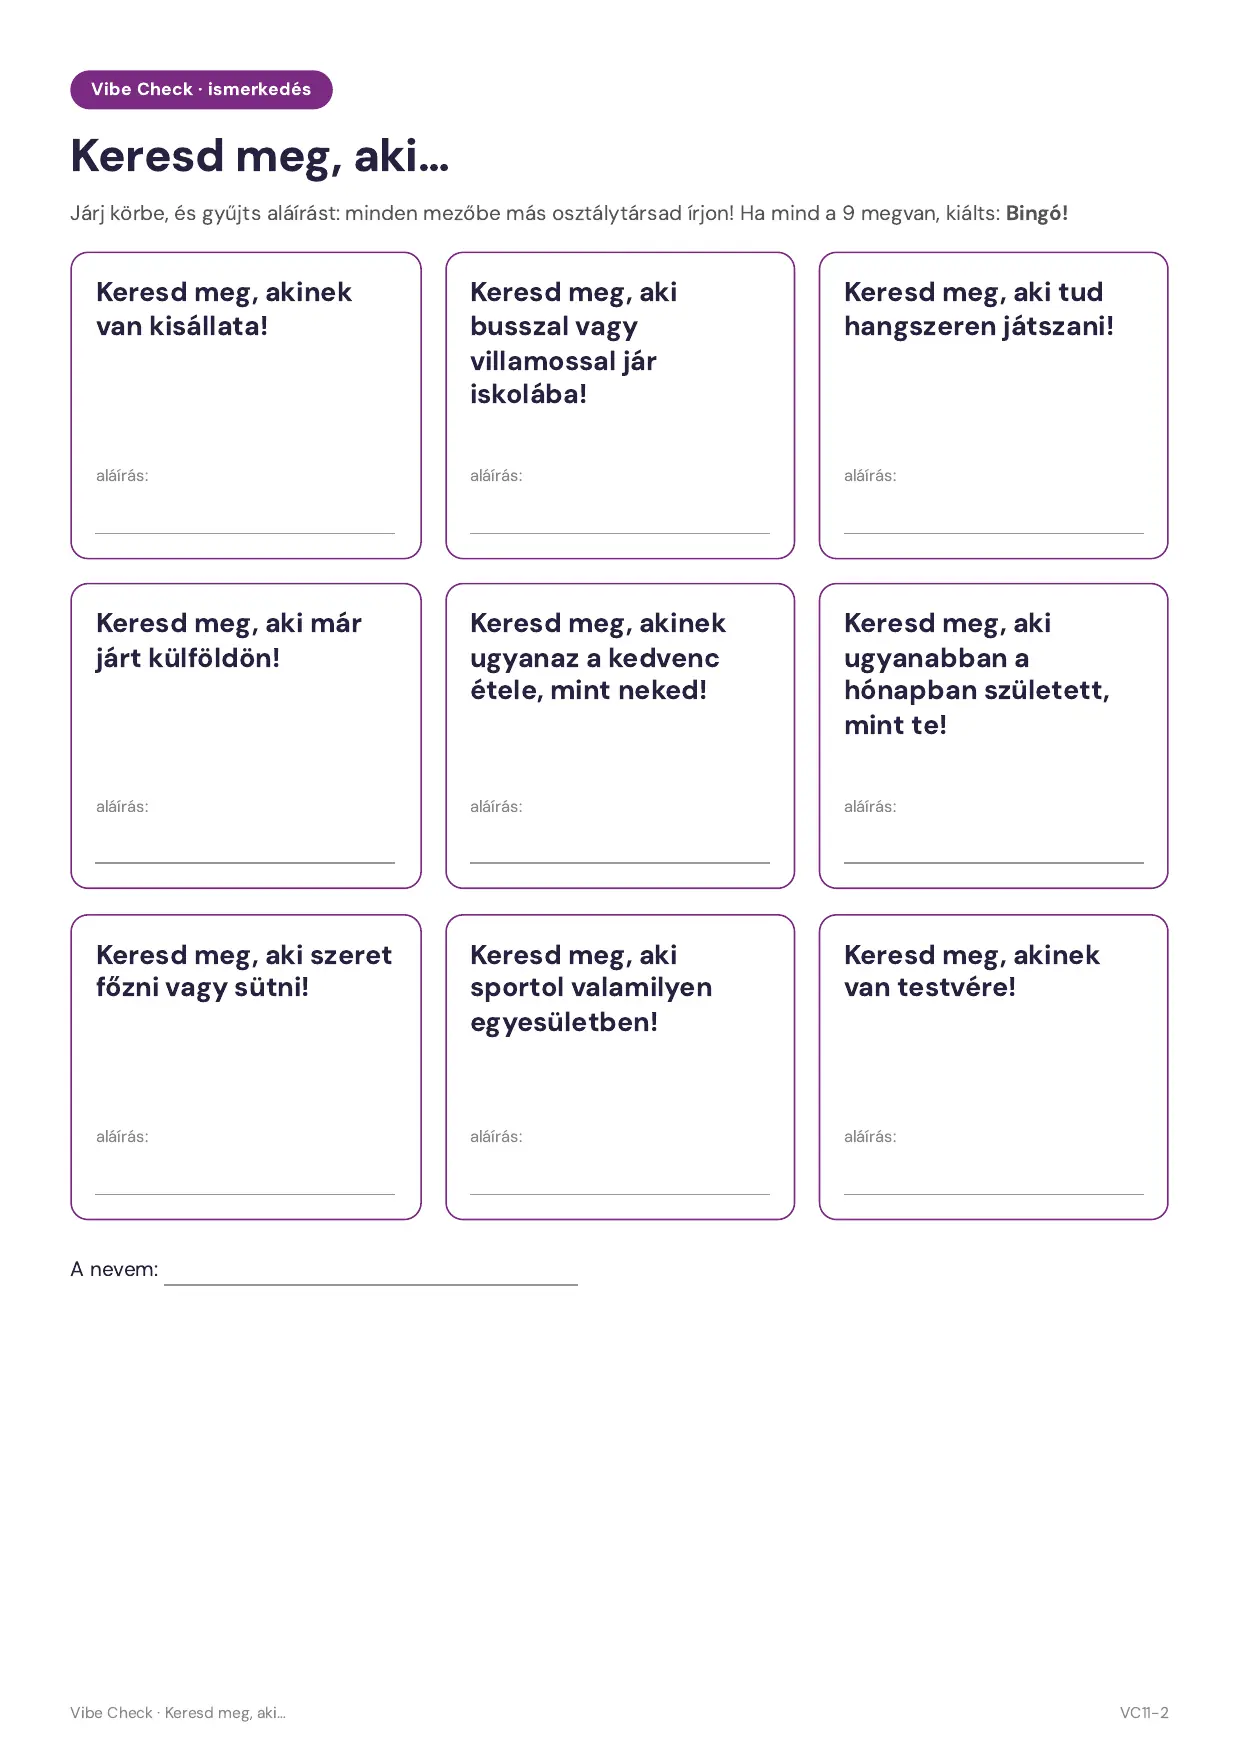 Vibe Check · ismerkedés
Keresd meg, aki…
Járj körbe, és gyűjts aláírást: minden mezőbe más osztálytársad írjon! Ha mind a 9 megvan, kiálts: Bingó!
Keresd meg, akinek
van kisállata!
aláírás:
Keresd meg, aki
busszal vagy
villamossal jár
iskolába!
aláírás:
Keresd meg, aki tud
hangszeren játszani!
aláírás:
Keresd meg, aki már
járt külföldön!
aláírás:
Keresd meg, akinek
ugyanaz a kedvenc
étele, mint neked!
aláírás:
Keresd meg, aki
ugyanabban a
hónapban született,
mint te!
aláírás:
Keresd meg, aki szeret
főzni vagy sütni!
aláírás:
Keresd meg, aki
sportol valamilyen
egyesületben!
aláírás:
Keresd meg, akinek
van testvére!
aláírás:
A nevem:
Vibe Check · Keresd meg, aki…
VC11-2